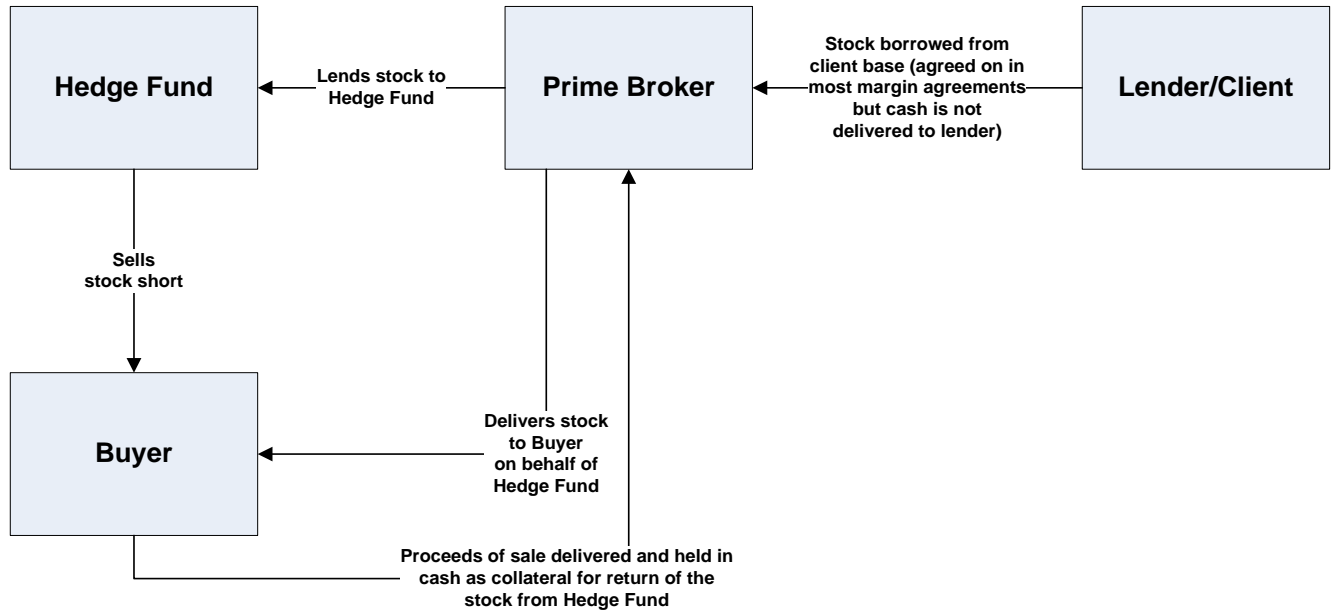 Hedge Fund
Lends stock to
Hedge Fund
Prime Broker
Stock borrowed from
client base (agreed on in
most margin agreements
but cash is not
delivered to lender)
Lender/Client
Sells
stock short
Buyer
Delivers stock
to Buyer
on behalf of
Hedge Fund
Proceeds of sale delivered and held in
cash as collateral for return of the
stock from Hedge Fund